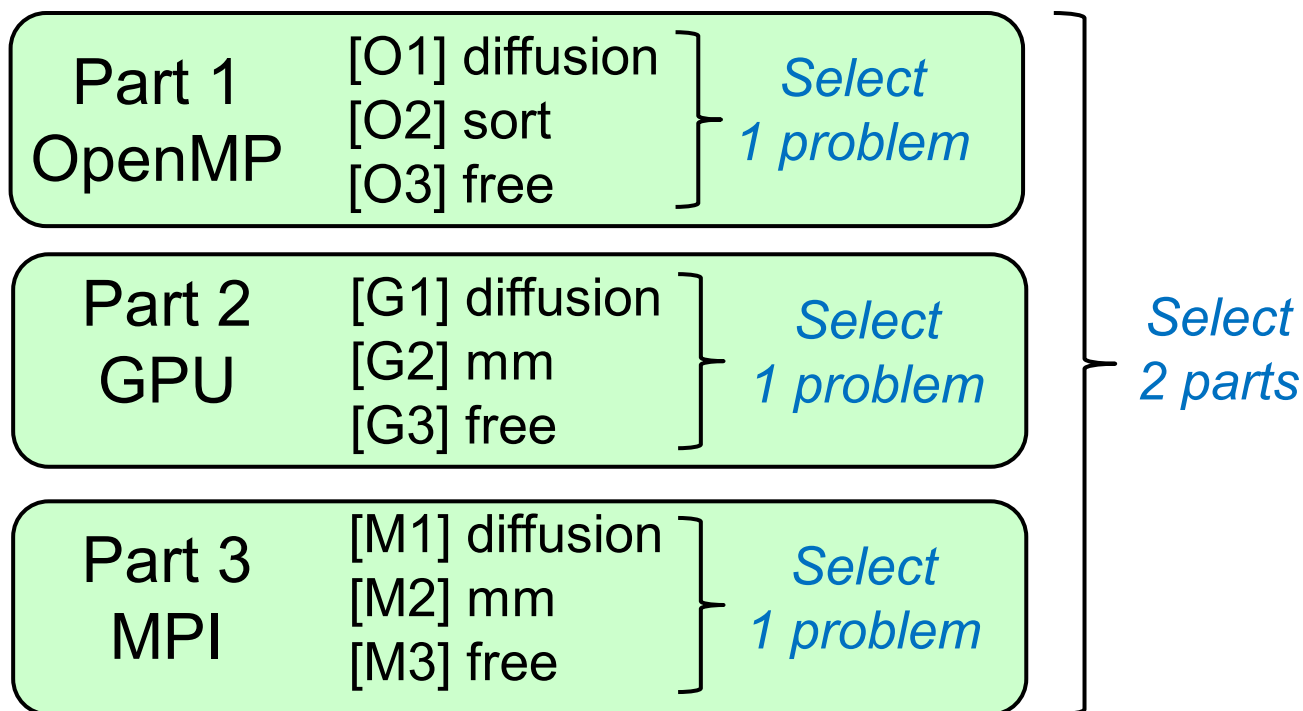 Part 1
OpenMP
[O1] diffusion
[O2] sort
[O3] free
Select
1 problem
Part 2
GPU
[G1] diffusion
[G2] mm
[G3] free
Select
1 problem
Part 3
MPI
[M1] diffusion
[M2] mm
[M3] free
Select
1 problem
Select
2 parts